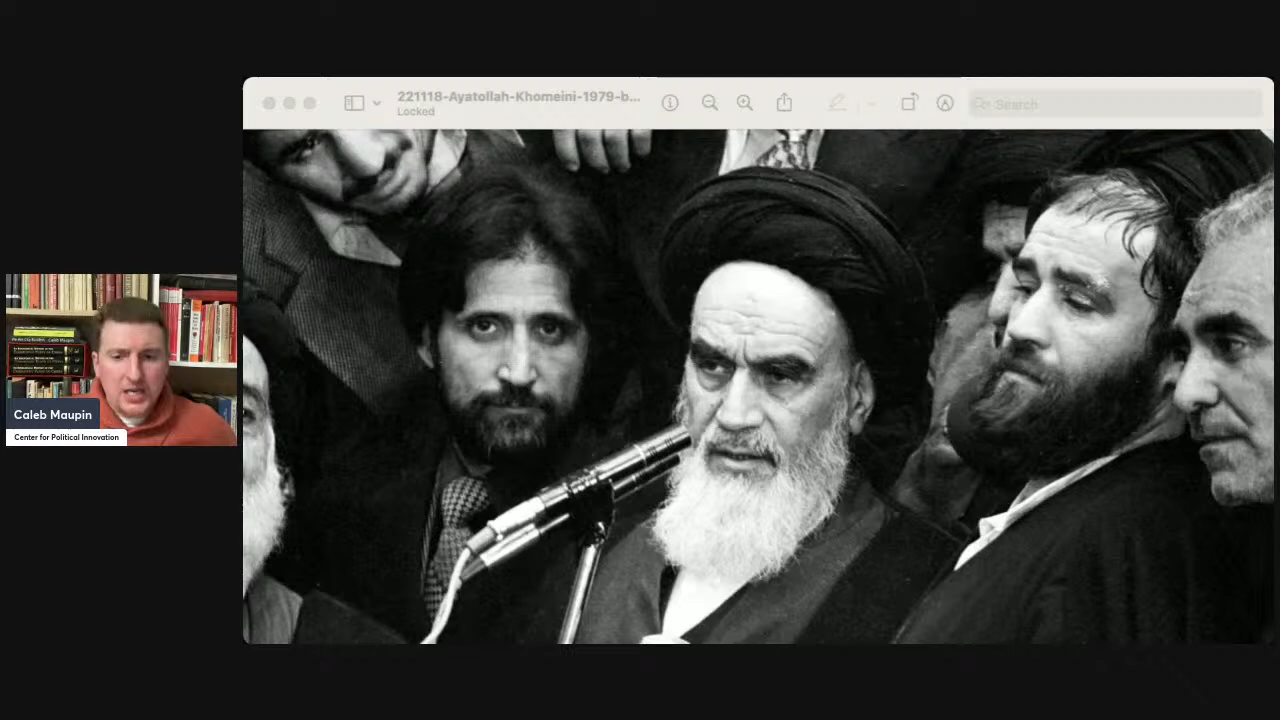 221118-Ayatollah-Khomeini-1979-b...
Locked
Search
Caleb Maupin
Center for Political Innovation